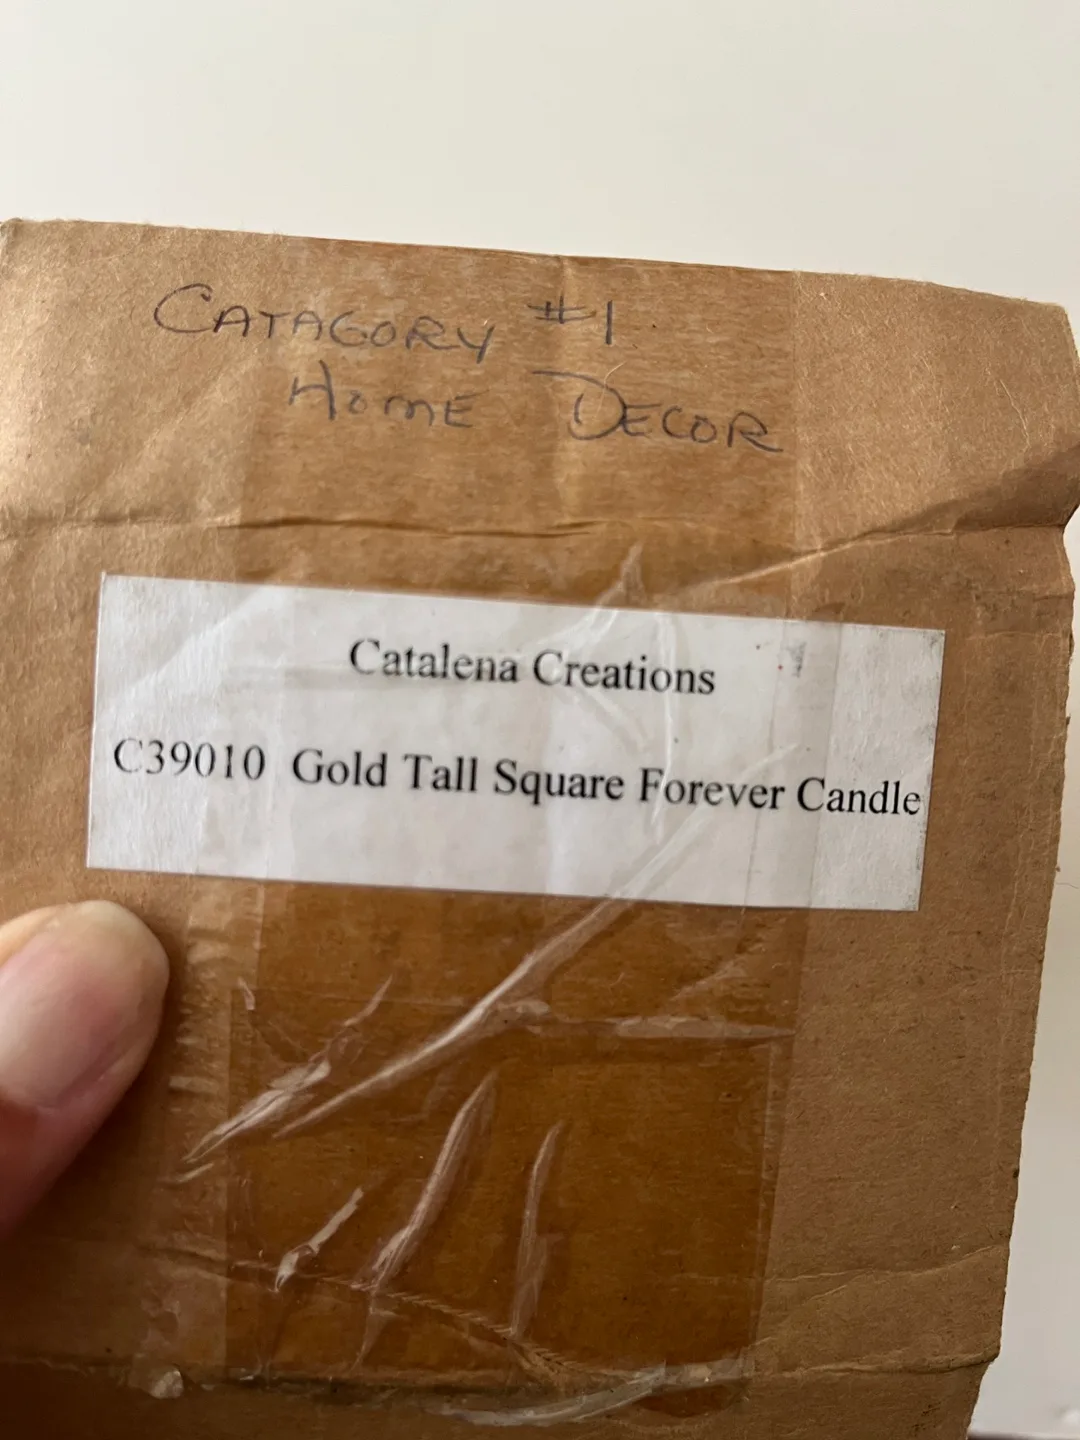 CATAGORY #1
HOME DECOR
Catalena Creations
C39010 Gold Tall Square Forever Candle